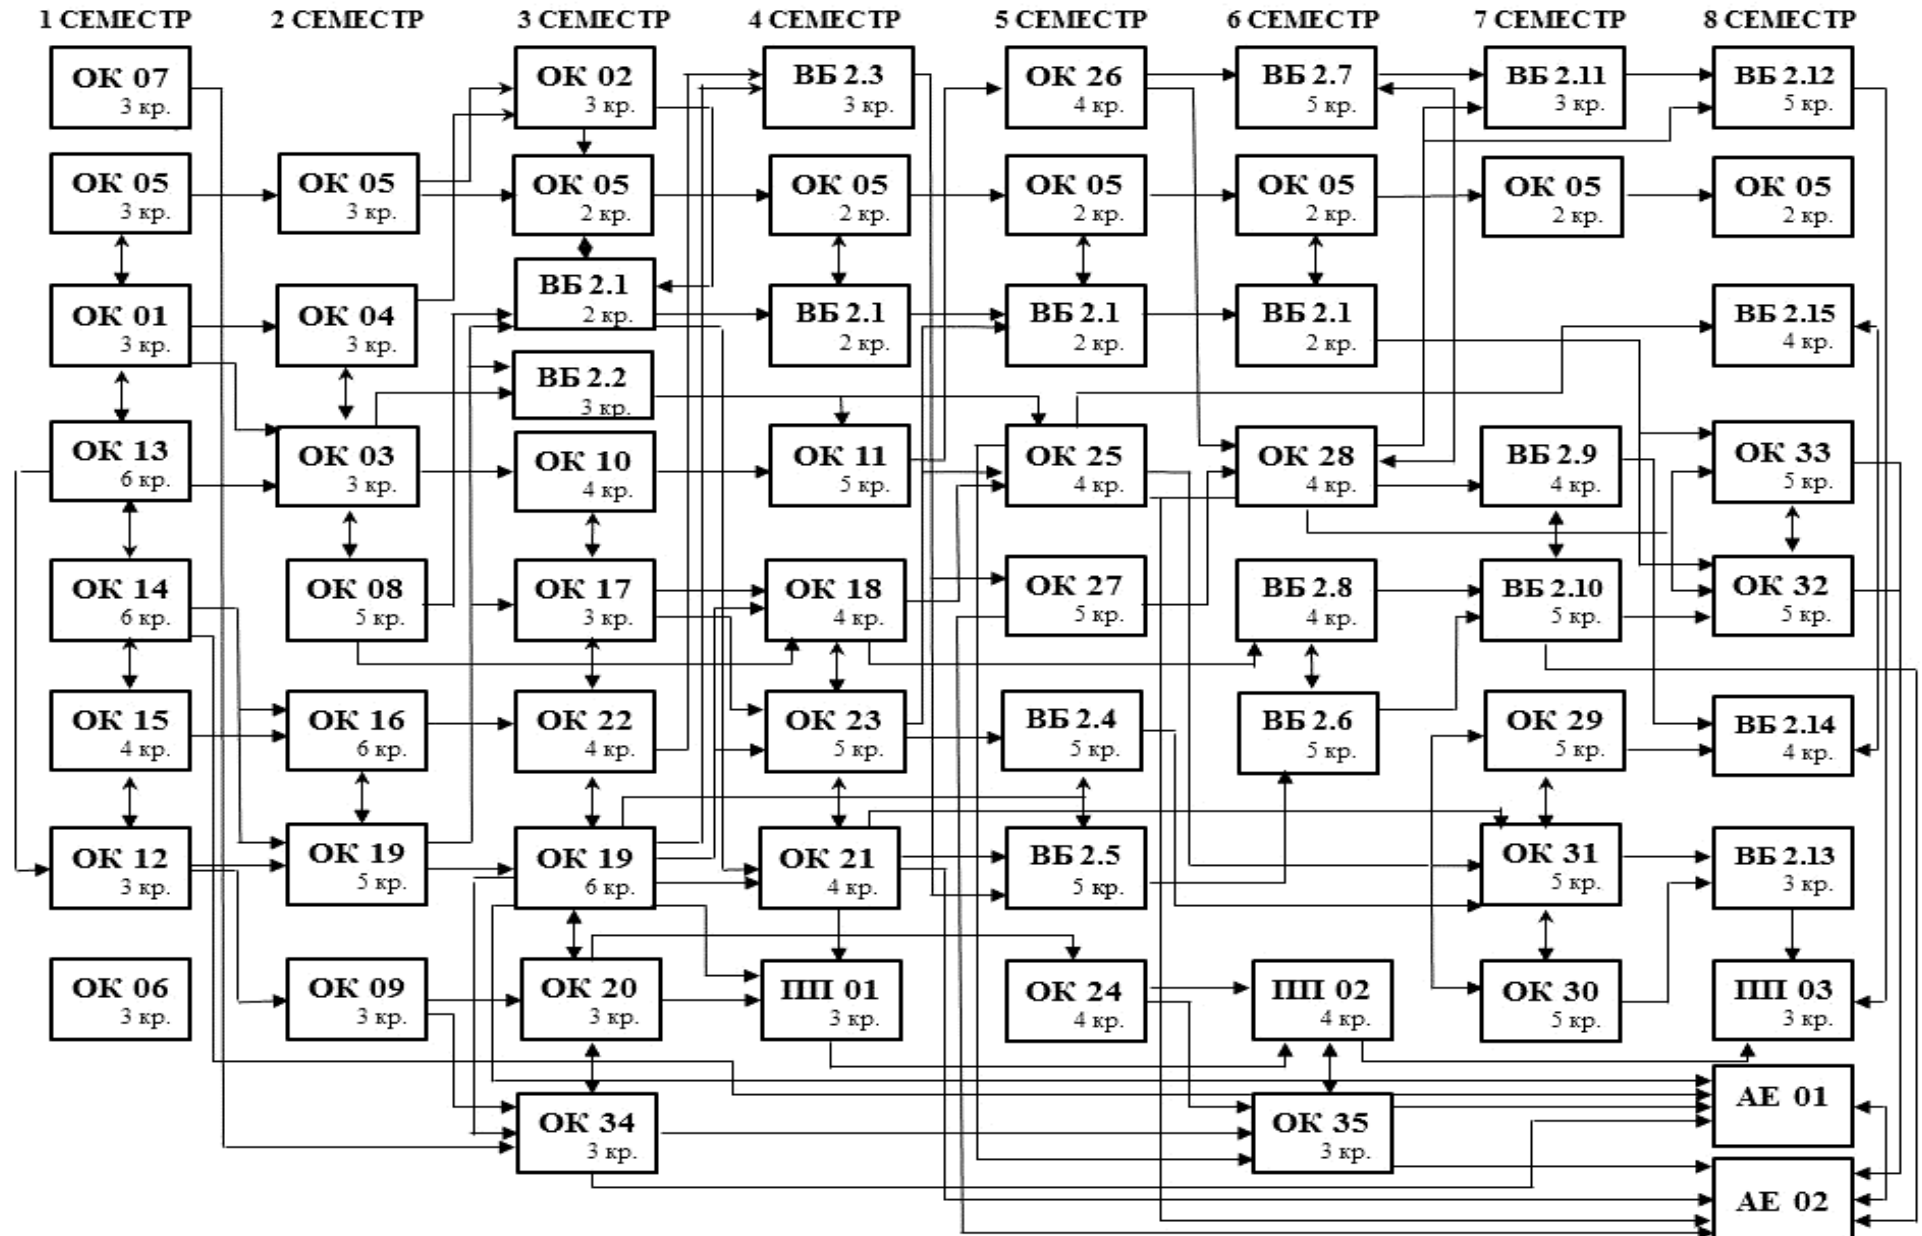 1 СЕМЕСТР
2 СЕМЕСТР
3 СЕМЕСТР
4 СЕМЕСТР
5 СЕМЕСТР
6 СЕМЕСТР
7 СЕМЕСТР
8 СЕМЕСТР
ОК 07
3 кр.
ОК 05
3 кр.
ОК 01
3 кр.
ОК 13
6 кр.
ОК 14
6 кр.
ОК 15
4 кр.
ОК 12
3 кр.
ОК 06
3 кр.
ОК 05
3 кр.
ОК 04
3 кр.
ОК 03
3 кр.
ОК 08
5 кр.
ОК 16
6 кр.
ОК 19
5 кр.
ОК 09
3 кр.
ОК 02
3 кр.
ОК 05
2 кр.
ВБ 2.1
2 кр.
ВБ 2.2
3 кр.
ОК 10
4 кр.
ОК 17
3 кр.
ОК 22
4 кр.
ОК 19
6 кр.
ОК 20
3 кр.
ОК 34
3 кр.
ВБ 2.3
3 кр.
ОК 05
2 кр.
ВБ 2.1
2 кр.
ОК 11
5 кр.
ОК 18
4 кр.
ОК 23
5 кр.
ОК 21
4 кр.
ПП 01
3 кр.
ОК 26
4 кр.
ОК 05
2 кр.
ВБ 2.1
2 кр.
ОК 25
4 кр.
ОК 27
5 кр.
ВБ 2.4
5 кр.
ВБ 2.5
5 кр.
ОК 24
4 кр.
ВБ 2.7
5 кр.
ОК 05
2 кр.
ВБ 2.1
2 кр.
ОК 28
4 кр.
ВБ 2.8
4 кр.
ВБ 2.6
5 кр.
ПП 02
4 кр.
ОК 35
3 кр.
ВБ 2.11
3 кр.
ОК 05
2 кр.
ВБ 2.9
4 кр.
ВБ 2.10
5 кр.
ОК 29
5 кр.
ОК 31
5 кр.
ОК 30
5 кр.
ВБ 2.12
5 кр.
ОК 05
2 кр.
ВБ 2.15
4 кр.
ОК 33
5 кр.
ОК 32
5 кр.
ВБ 2.14
4 кр.
ВБ 2.13
3 кр.
ПП 03
3 кр.
АЕ 01
АЕ 02